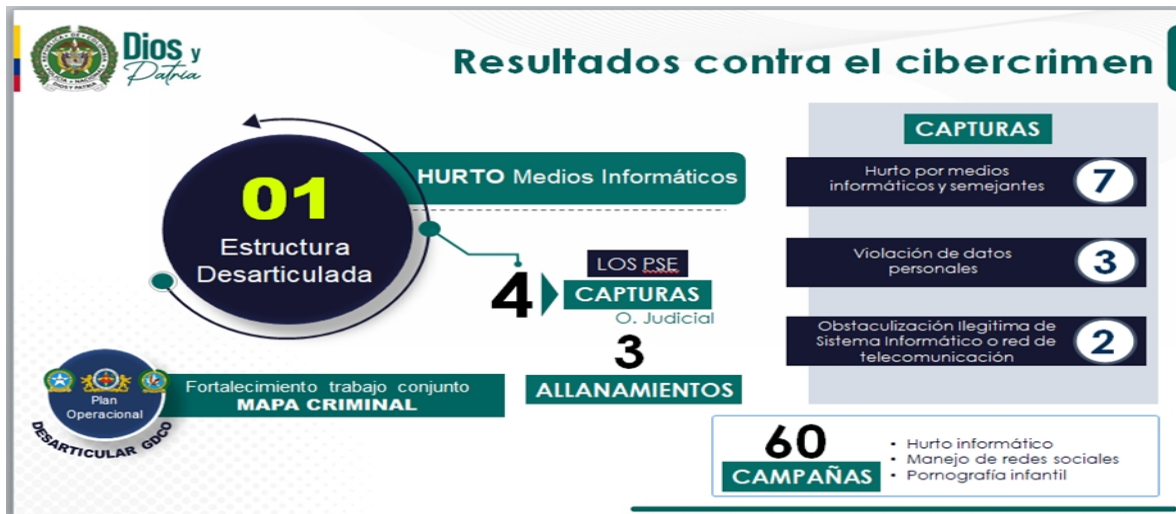 Dios y
Patria
Resultados contra el cibercrimen
01
Estructura
Desarticulada
HURTO Medios Informáticos
LOS PSE
4
CAPTURAS
O. Judicial
3
ALLANAMIENTOS
Plan
Operacional
DESARTICULAR GDCO
Fortalecimiento trabajo conjunto
MAPA CRIMINAL
CAPTURAS
Hurto por medios
informáticos y semejantes
7
Violación de datos
personales
3
Obstaculización Ilegitima de
Sistema Informático o red de
telecomunicación
2
60
CAMPAÑAS
• Hurto informático
• Manejo de redes sociales
• Pornografía infantil